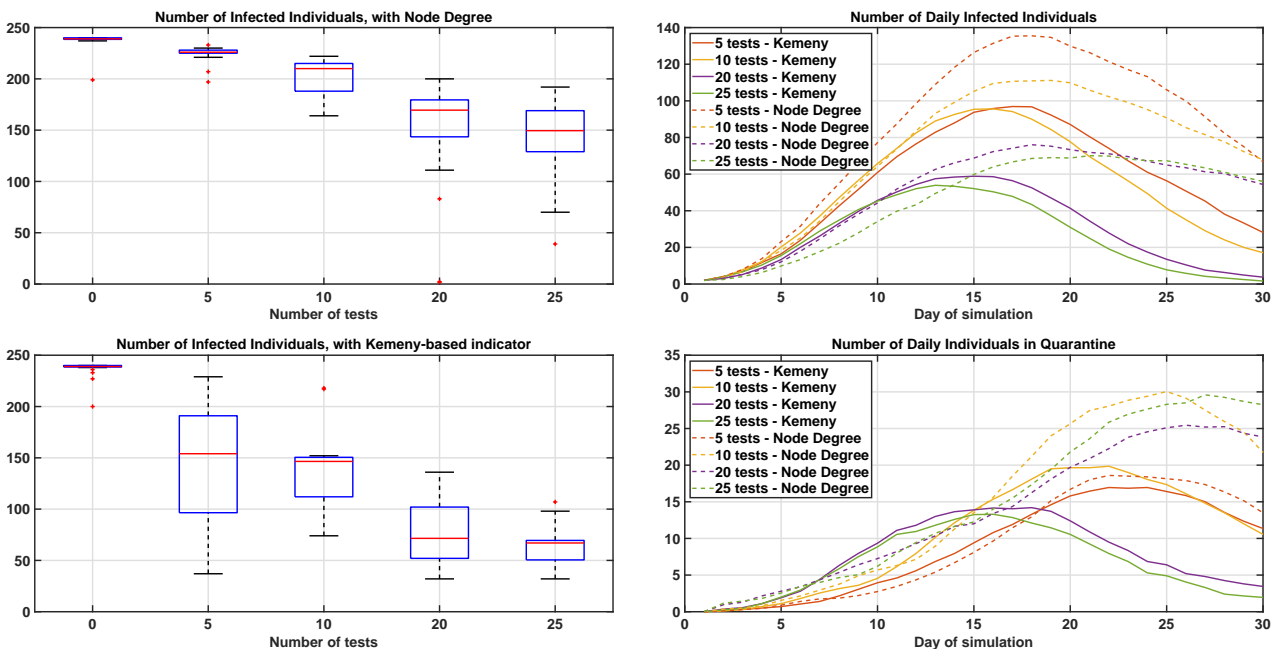 Number of Infected Individuals, with Node Degree
250
200
150
100
50
0
0 5 10 20 25
Number of tests
Number of Daily Infected Individuals
140
120
100
80
60
40
20
0
5 tests - Kemeny
10 tests - Kemeny
20 tests - Kemeny
25 tests - Kemeny
5 tests - Node Degree
10 tests - Node Degree
20 tests - Node Degree
25 tests - Node Degree
0 5 10 15 20 25 30
Day of simulation
Number of Infected Individuals, with Kemeny-based indicator
250
200
150
100
50
0
0 5 10 20 25
Number of tests
Number of Daily Individuals in Quarantine
35
30
25
20
15
10
5
0
5 tests - Kemeny
10 tests - Kemeny
20 tests - Kemeny
25 tests - Kemeny
5 tests - Node Degree
10 tests - Node Degree
20 tests - Node Degree
25 tests - Node Degree
0 5 10 15 20 25 30
Day of simulation